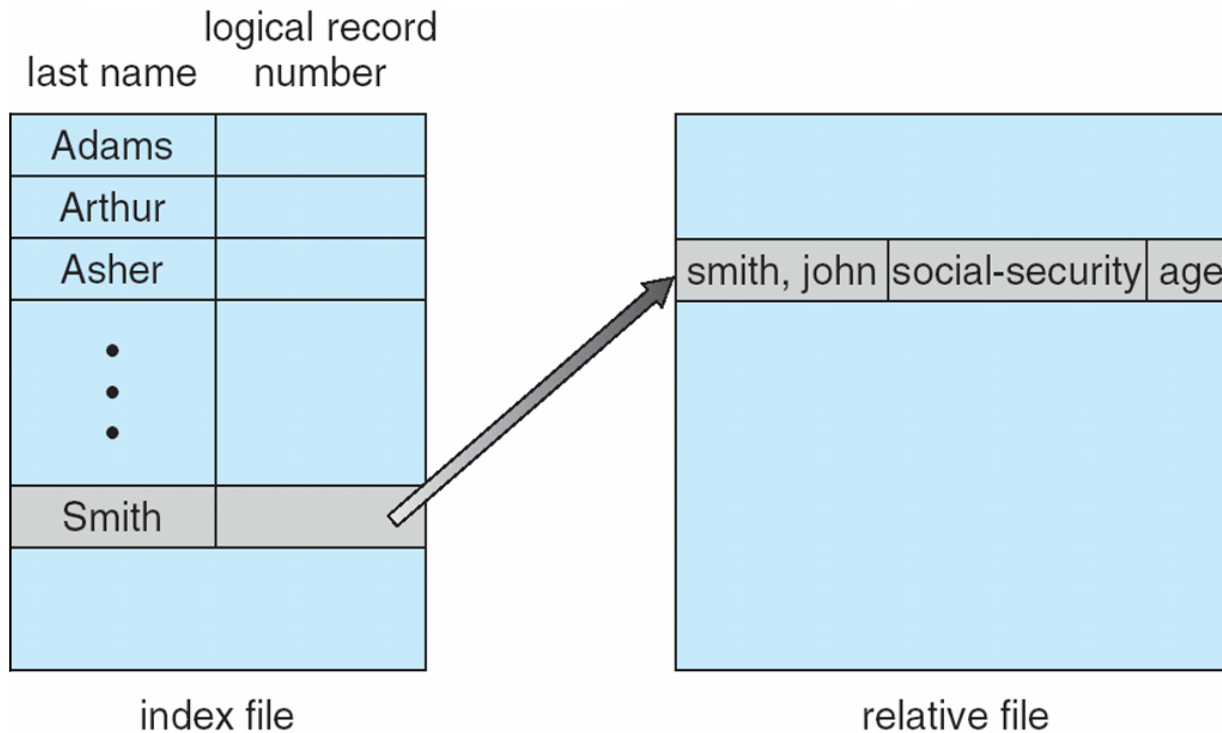 logical record
last name number
Adams
Arthur
Asher
Smith
smith, john social-security age
index file
relative file